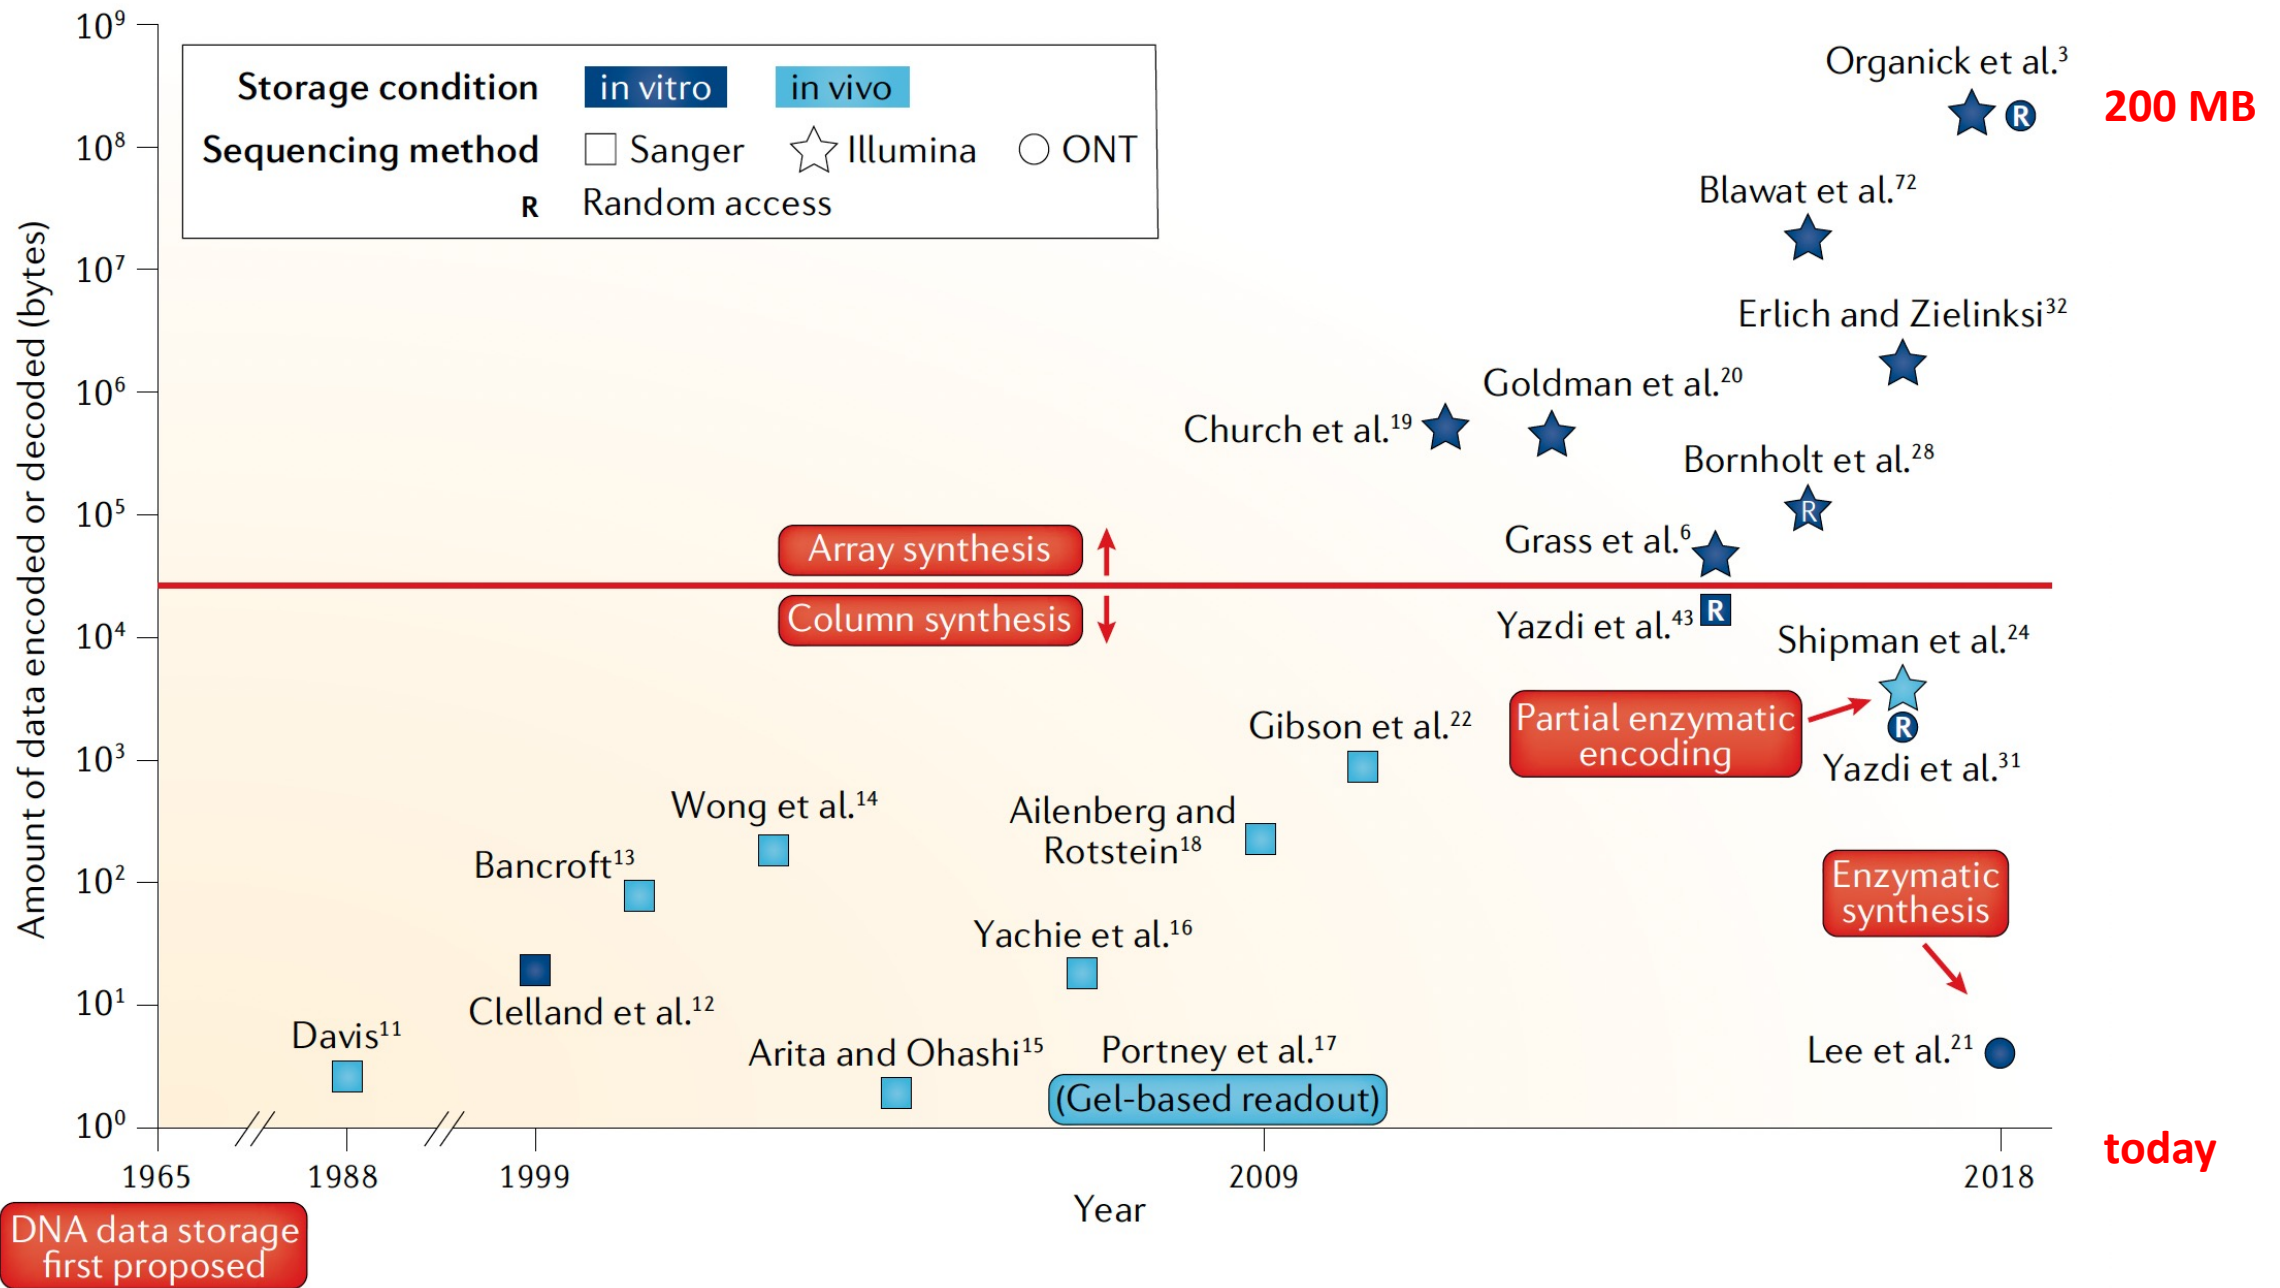 10⁹
Storage condition in vitro in vivo
Sequencing method Sanger Illumina ONT
R Random access
Organick et al.³
R
200 MB
10⁸
Blawat et al.⁷²
10⁷
Erlich and Zielinksi³²
10⁶
Goldman et al.²⁰
Church et al.¹⁹
Bornholt et al.²⁸
R
10⁵
Array synthesis
Grass et al.⁶
Column synthesis
Yazdi et al.⁴³
R
10⁴
Shipman et al.²⁴
Partial enzymatic
encoding
R
Yazdi et al.³¹
Gibson et al.²²
10³
Wong et al.¹⁴
Ailenberg and
Rotstein¹⁸
Bancroft¹³
10²
Enzymatic
synthesis
Yachie et al.¹⁶
Clelland et al.¹²
10¹
Davis¹¹
Arita and Ohashi¹⁵
Portney et al.¹⁷
(Gel-based readout)
Lee et al.²¹
10⁰
Amount of data encoded or decoded (bytes)
1965 1988 1999 2009 2018
today
Year
DNA data storage
first proposed